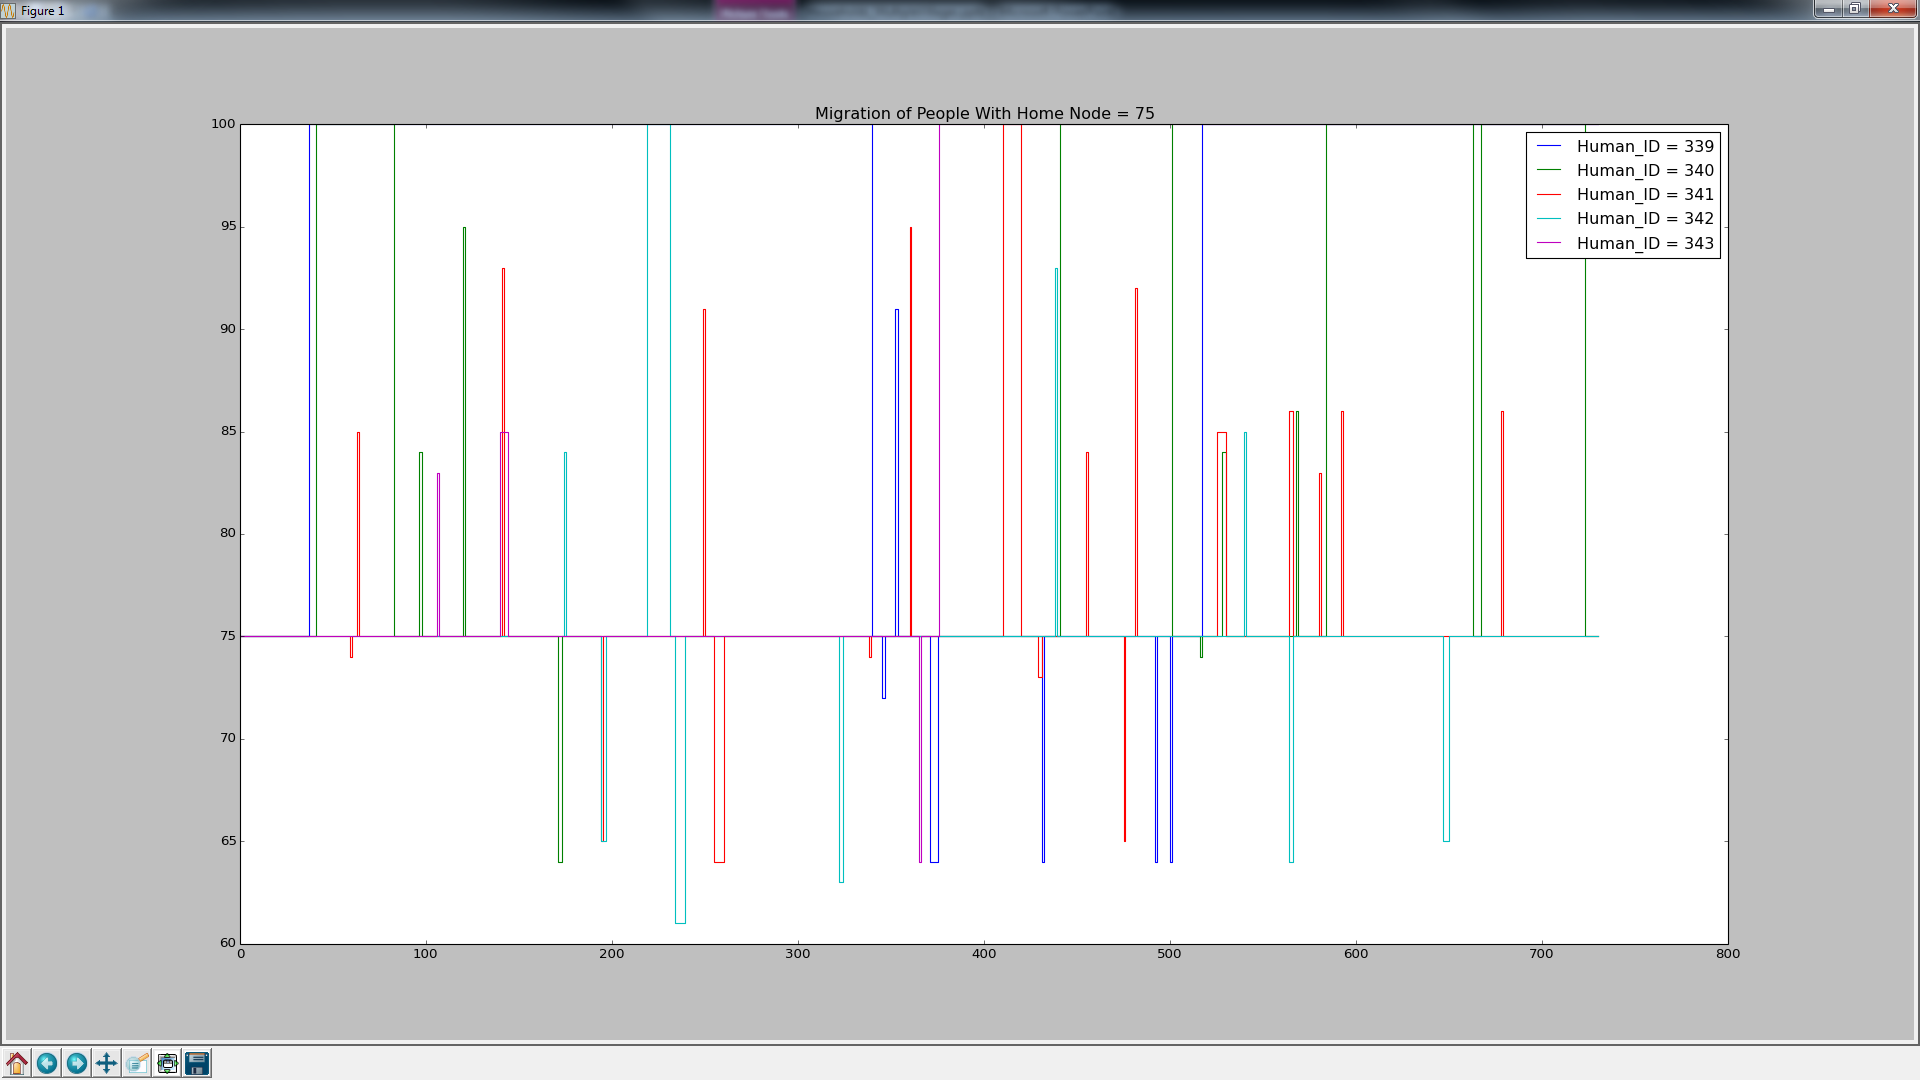 Figure 1
Migration of People With Home Node = 75
100
95
90
85
80
75
70
65
60
0 100 200 300 400 500 600 700 800
Human_ID = 339
Human_ID = 340
Human_ID = 341
Human_ID = 342
Human_ID = 343